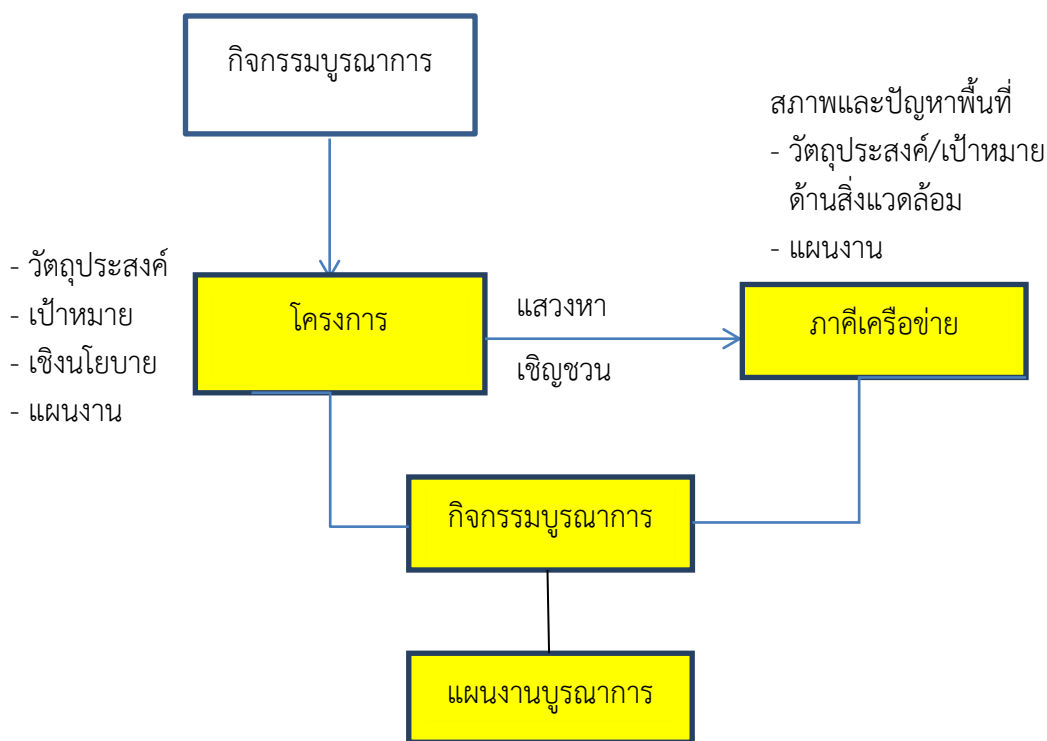 กิจกรรมบูรณาการ
สภาพและปัญหาพื้นที่
- วัตถุประสงค์/เป้าหมาย
ด้านสิ่งแวดล้อม
- แผนงาน
- วัตถุประสงค์
- เป้าหมาย
- เชิงนโยบาย
- แผนงาน
โครงการ
แสวงหา
เชิญชวน
ภาคีเครือข่าย
กิจกรรมบูรณาการ
แผนงานบูรณาการ